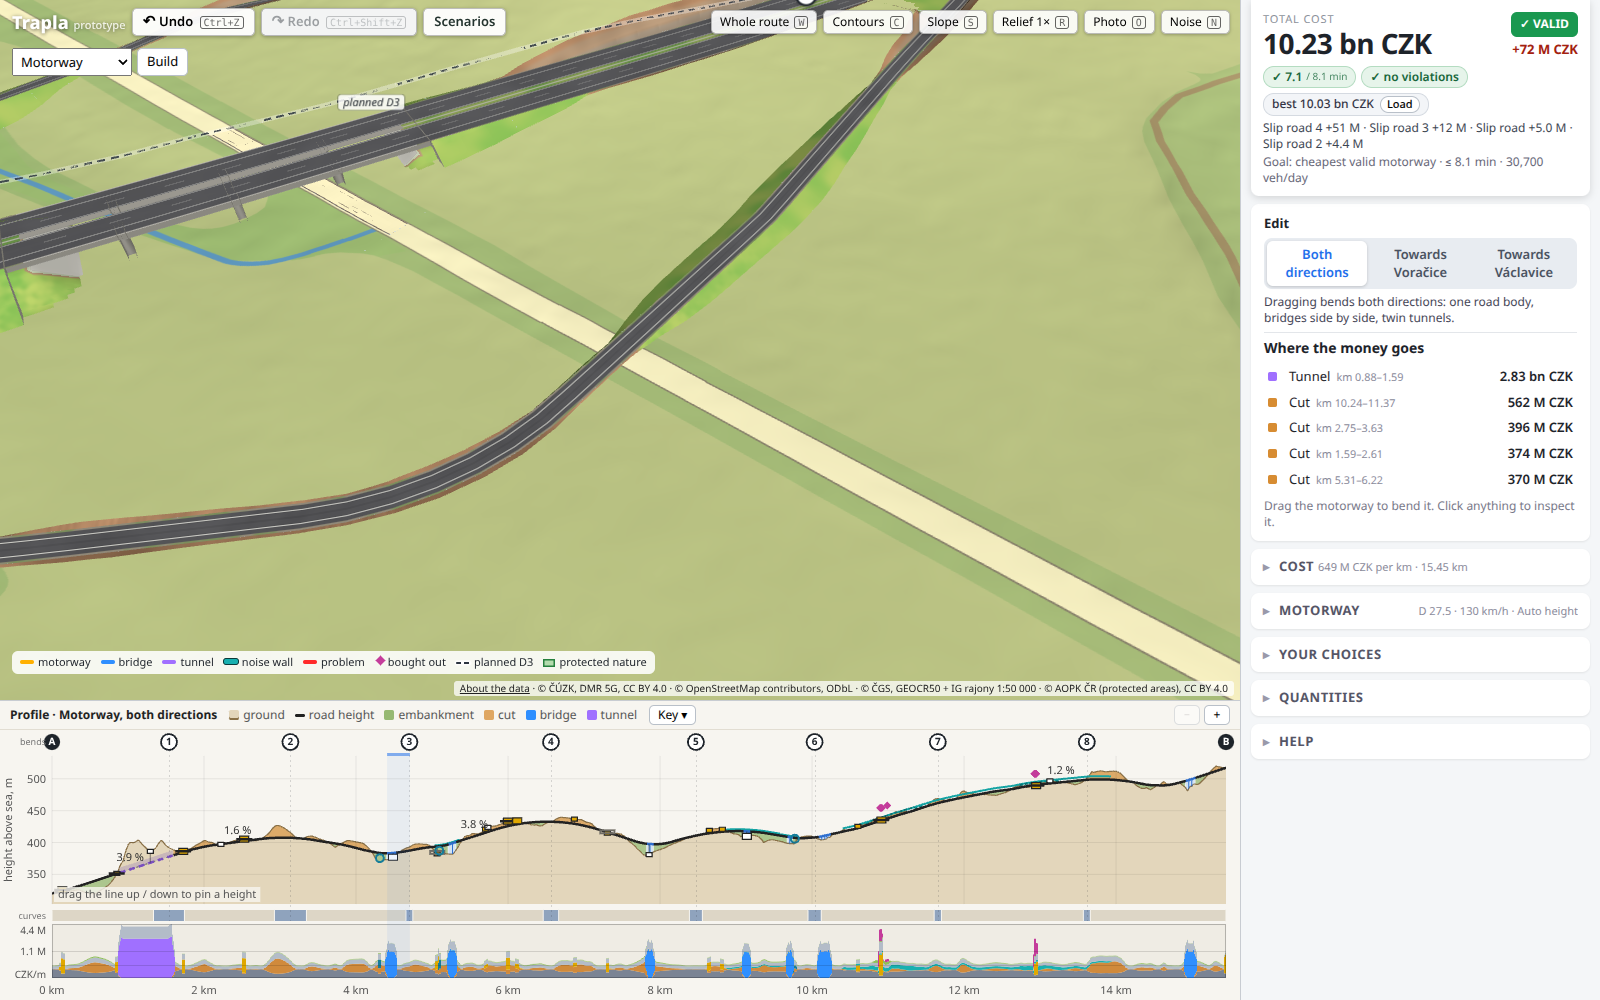 Trapla prototype
Undo Ctrl+Z
Redo Ctrl+Shift+Z
Scenarios
Whole route W
Contours C
Slope S
Relief 1× R
Photo O
Noise N
Motorway
Build
planned D3
motorway
bridge
tunnel
noise wall
problem
bought out
planned D3
protected nature
About the data · © ČÚZK, DMR 5G, CC BY 4.0 · © OpenStreetMap contributors, ODbL · © ČGS, GEOCR50 + IG rajony 1:50 000 · © AOPK ČR (protected areas), CC BY 4.0
TOTAL COST
10.23 bn CZK
✓ VALID
+72 M CZK
✓ 7.1 / 8.1 min
✓ no violations
best 10.03 bn CZK Load
Slip road 4 +51 M · Slip road 3 +12 M · Slip road +5.0 M ·
Slip road 2 +4.4 M
Goal: cheapest valid motorway · ≤ 8.1 min · 30,700
veh/day
Edit
Both
directions
Towards
Voračice
Towards
Václavice
Dragging bends both directions: one road body,
bridges side by side, twin tunnels.
Where the money goes
Tunnel km 0.88–1.59 2.83 bn CZK
Cut km 10.24–11.37 562 M CZK
Cut km 2.75–3.63 396 M CZK
Cut km 1.59–2.61 374 M CZK
Cut km 5.31–6.22 370 M CZK
Drag the motorway to bend it. Click anything to inspect
it.
COST 649 M CZK per km · 15.45 km
MOTORWAY D 27.5 · 130 km/h · Auto height
YOUR CHOICES
QUANTITIES
HELP
Profile · Motorway, both directions
ground
road height
embankment
cut
bridge
tunnel
Key ▾
−
+
bends A 1 2 3 4 5 6 7 8 B
height above sea, m
500
450
400
350
3.9 %
1.6 %
3.8 %
1.2 %
drag the line up / down to pin a height
curves
4.4 M
1.1 M
CZK/m
0 km 2 km 4 km 6 km 8 km 10 km 12 km 14 km